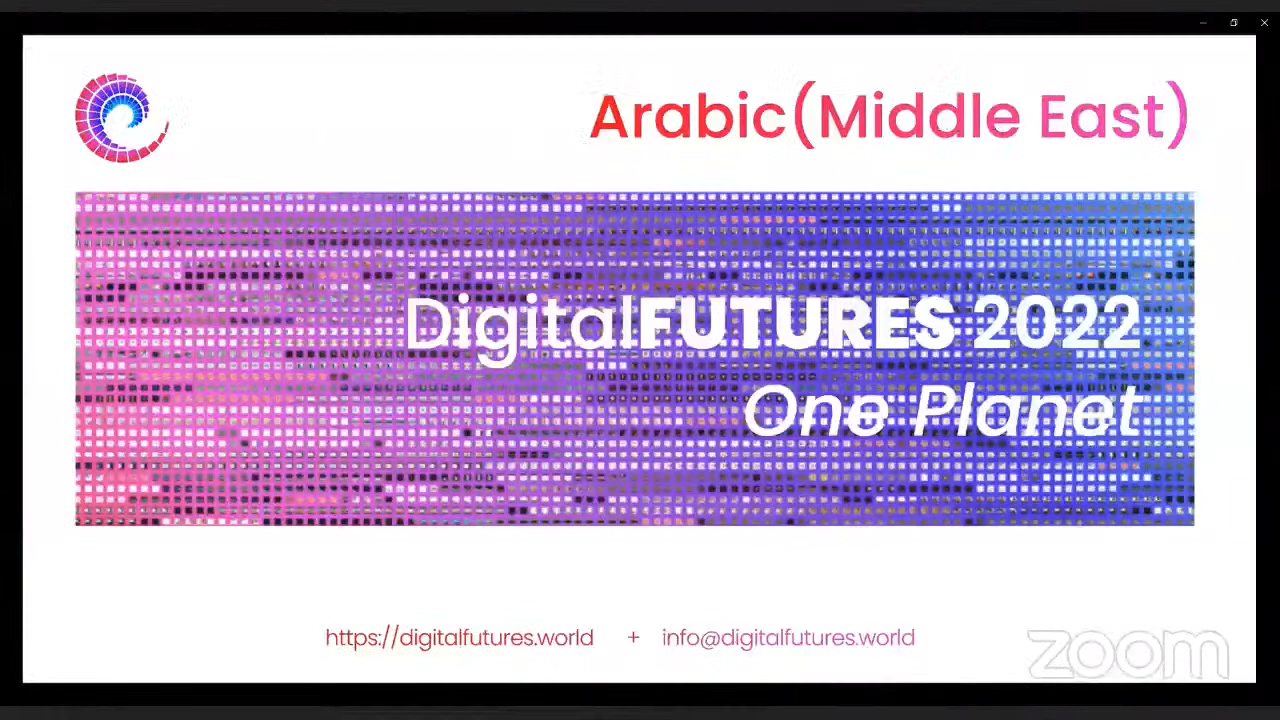 Arabic(Middle East)
DigitalFUTURES 2022
One Planet
https://digitalfutures.world + info@digitalfutures.world
zoom